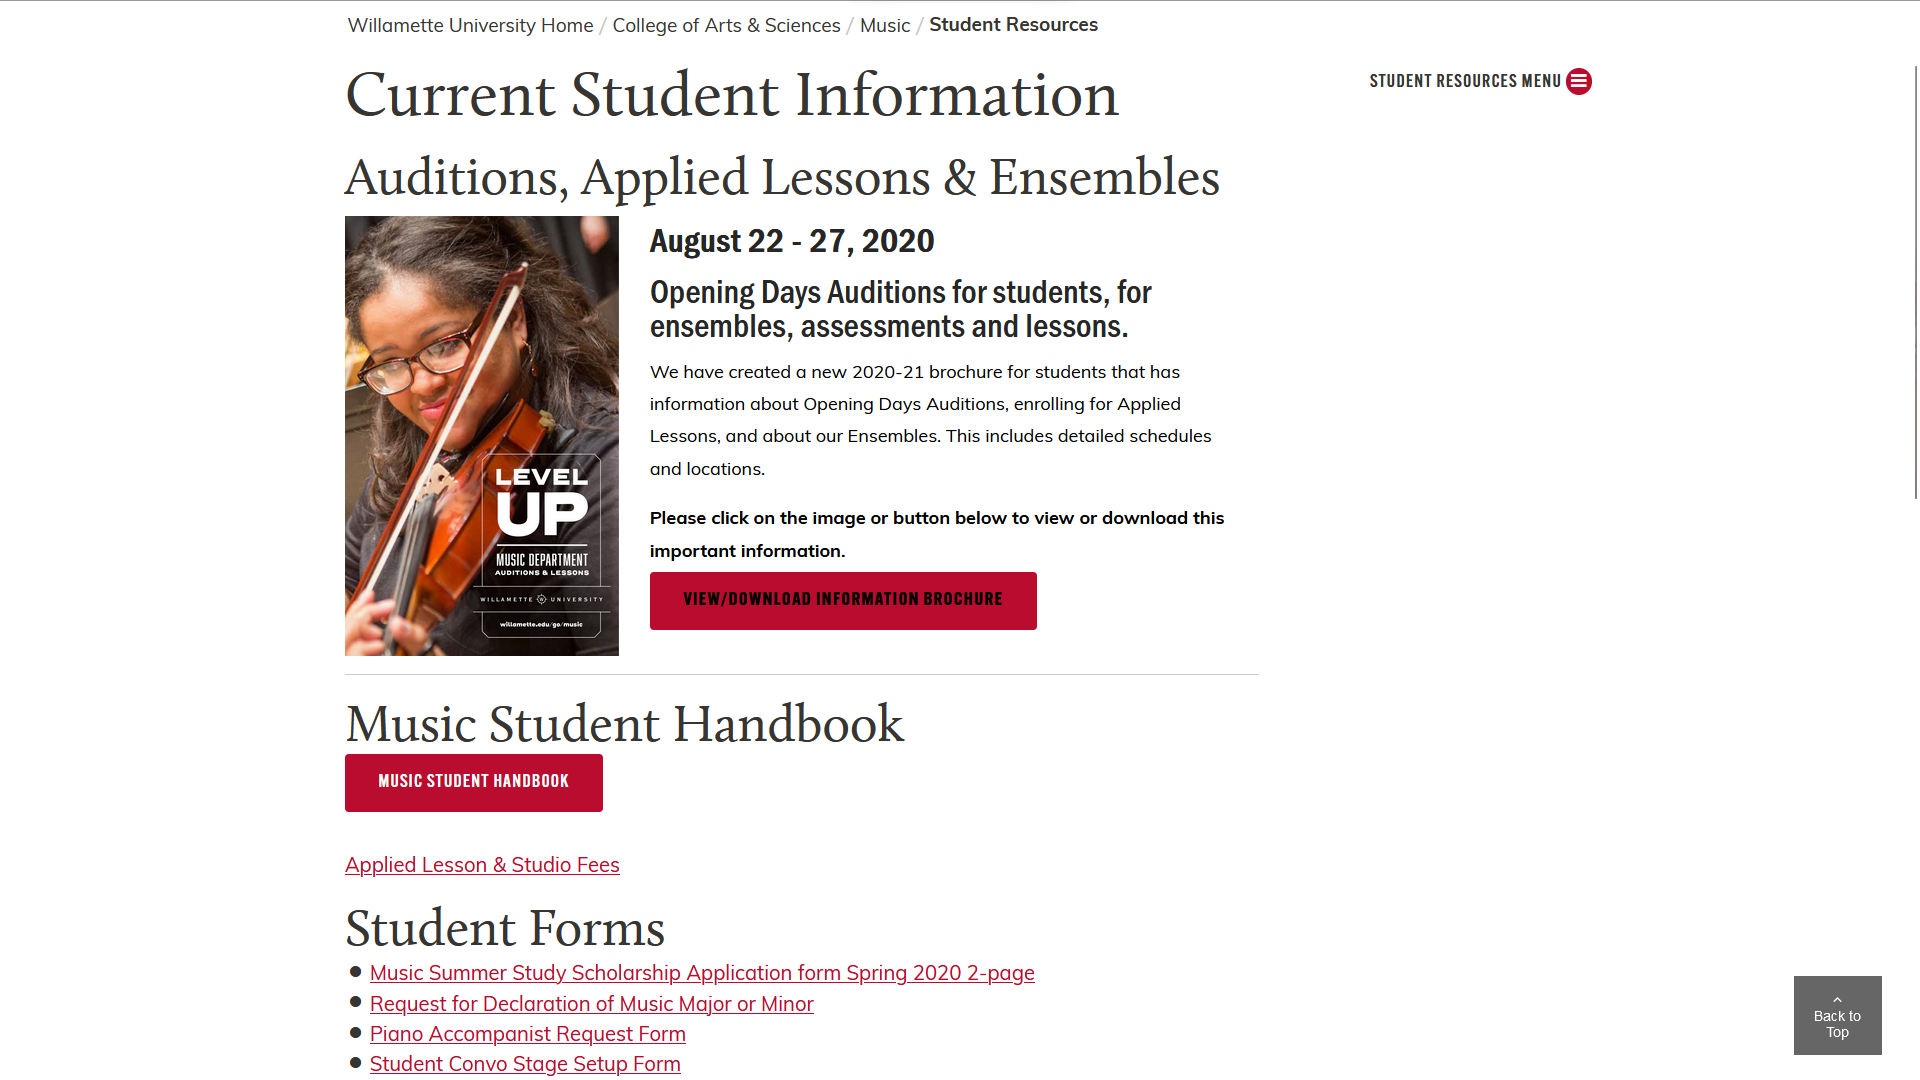 Willamette University Home / College of Arts & Sciences / Music / Student Resources
Current Student Information
STUDENT RESOURCES MENU
Auditions, Applied Lessons & Ensembles
August 22 - 27, 2020
Opening Days Auditions for students, for
ensembles, assessments and lessons.
We have created a new 2020-21 brochure for students that has
information about Opening Days Auditions, enrolling for Applied
Lessons, and about our Ensembles. This includes detailed schedules
and locations.
Please click on the image or button below to view or download this
important information.
VIEW/DOWNLOAD INFORMATION BROCHURE
LEVEL
UP
MUSIC DEPARTMENT
AUDITIONS & LESSONS
WILLAMETTE UNIVERSITY
willamette.edu/go/music
Music Student Handbook
MUSIC STUDENT HANDBOOK
Applied Lesson & Studio Fees
Student Forms
Music Summer Study Scholarship Application form Spring 2020 2-page
Request for Declaration of Music Major or Minor
Piano Accompanist Request Form
Student Convo Stage Setup Form
Back to
Top